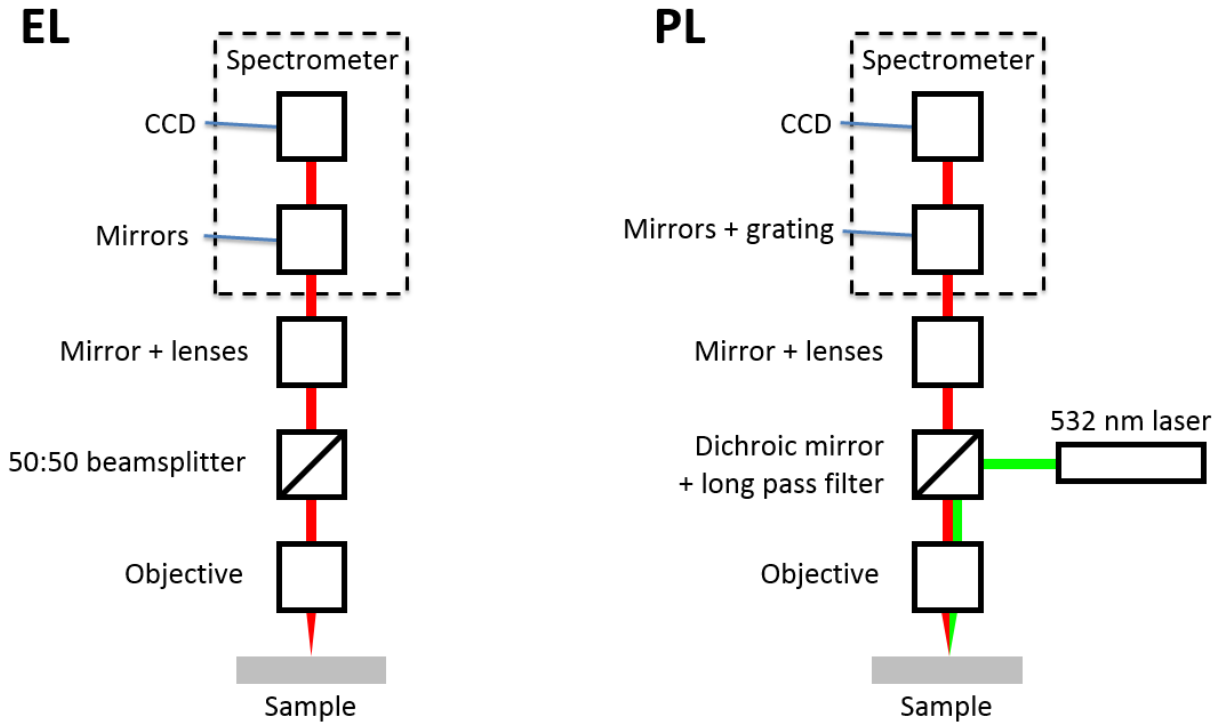 EL
Spectrometer
CCD
Mirrors
Mirror + lenses
50:50 beamsplitter
Objective
Sample
PL
Spectrometer
CCD
Mirrors + grating
Mirror + lenses
532 nm laser
Dichroic mirror
+ long pass filter
Objective
Sample